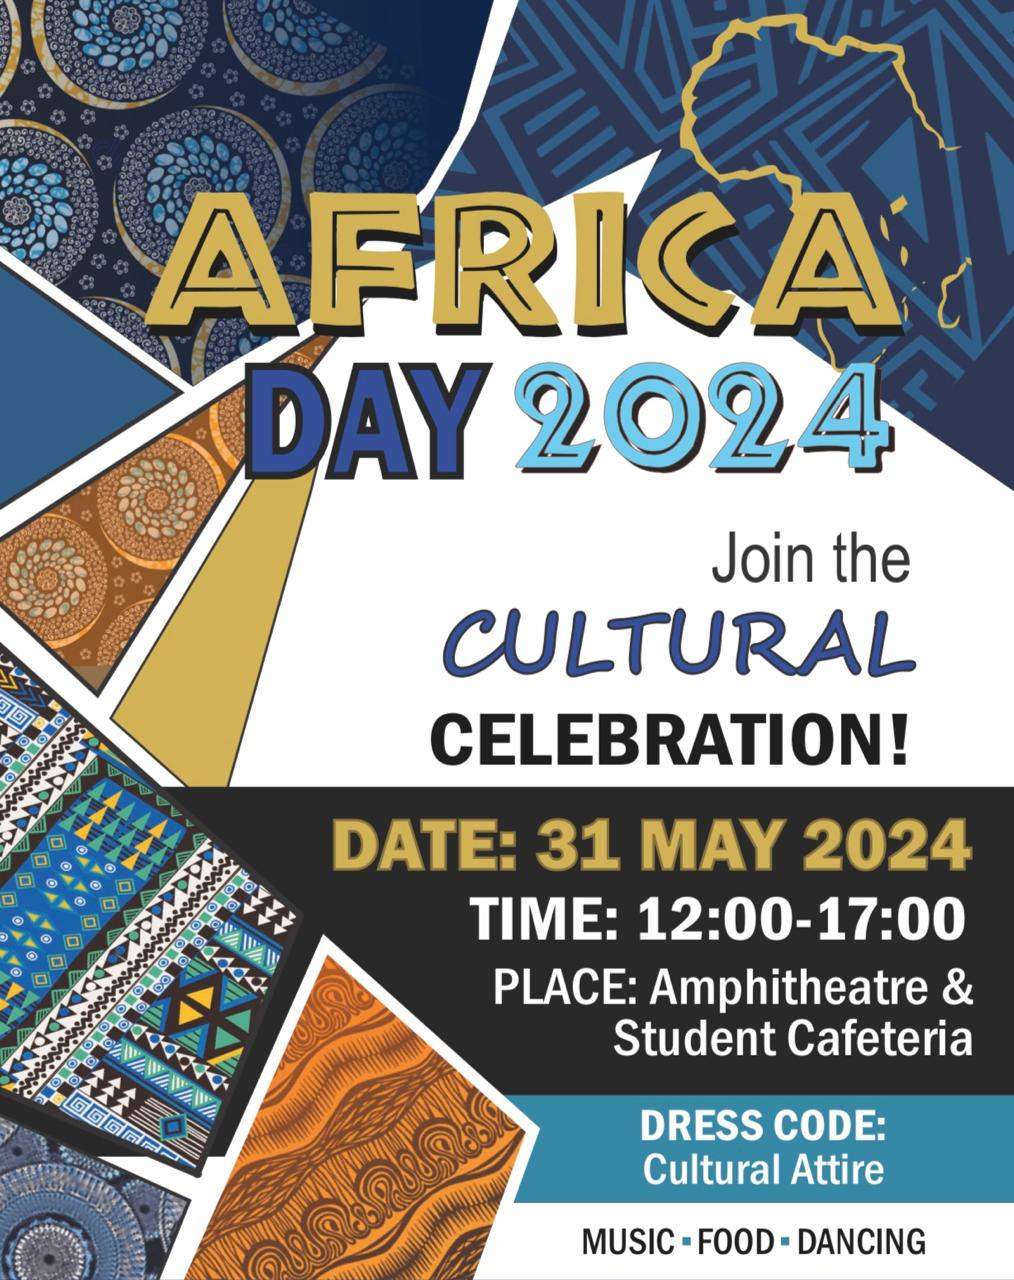 AFRICA
DAY 2024
Join the
CULTURAL
CELEBRATION!
DATE: 31 MAY 2024
TIME: 12:00-17:00
PLACE: Amphitheatre &
Student Cafeteria
DRESS CODE:
Cultural Attire
MUSIC ▪ FOOD ▪ DANCING